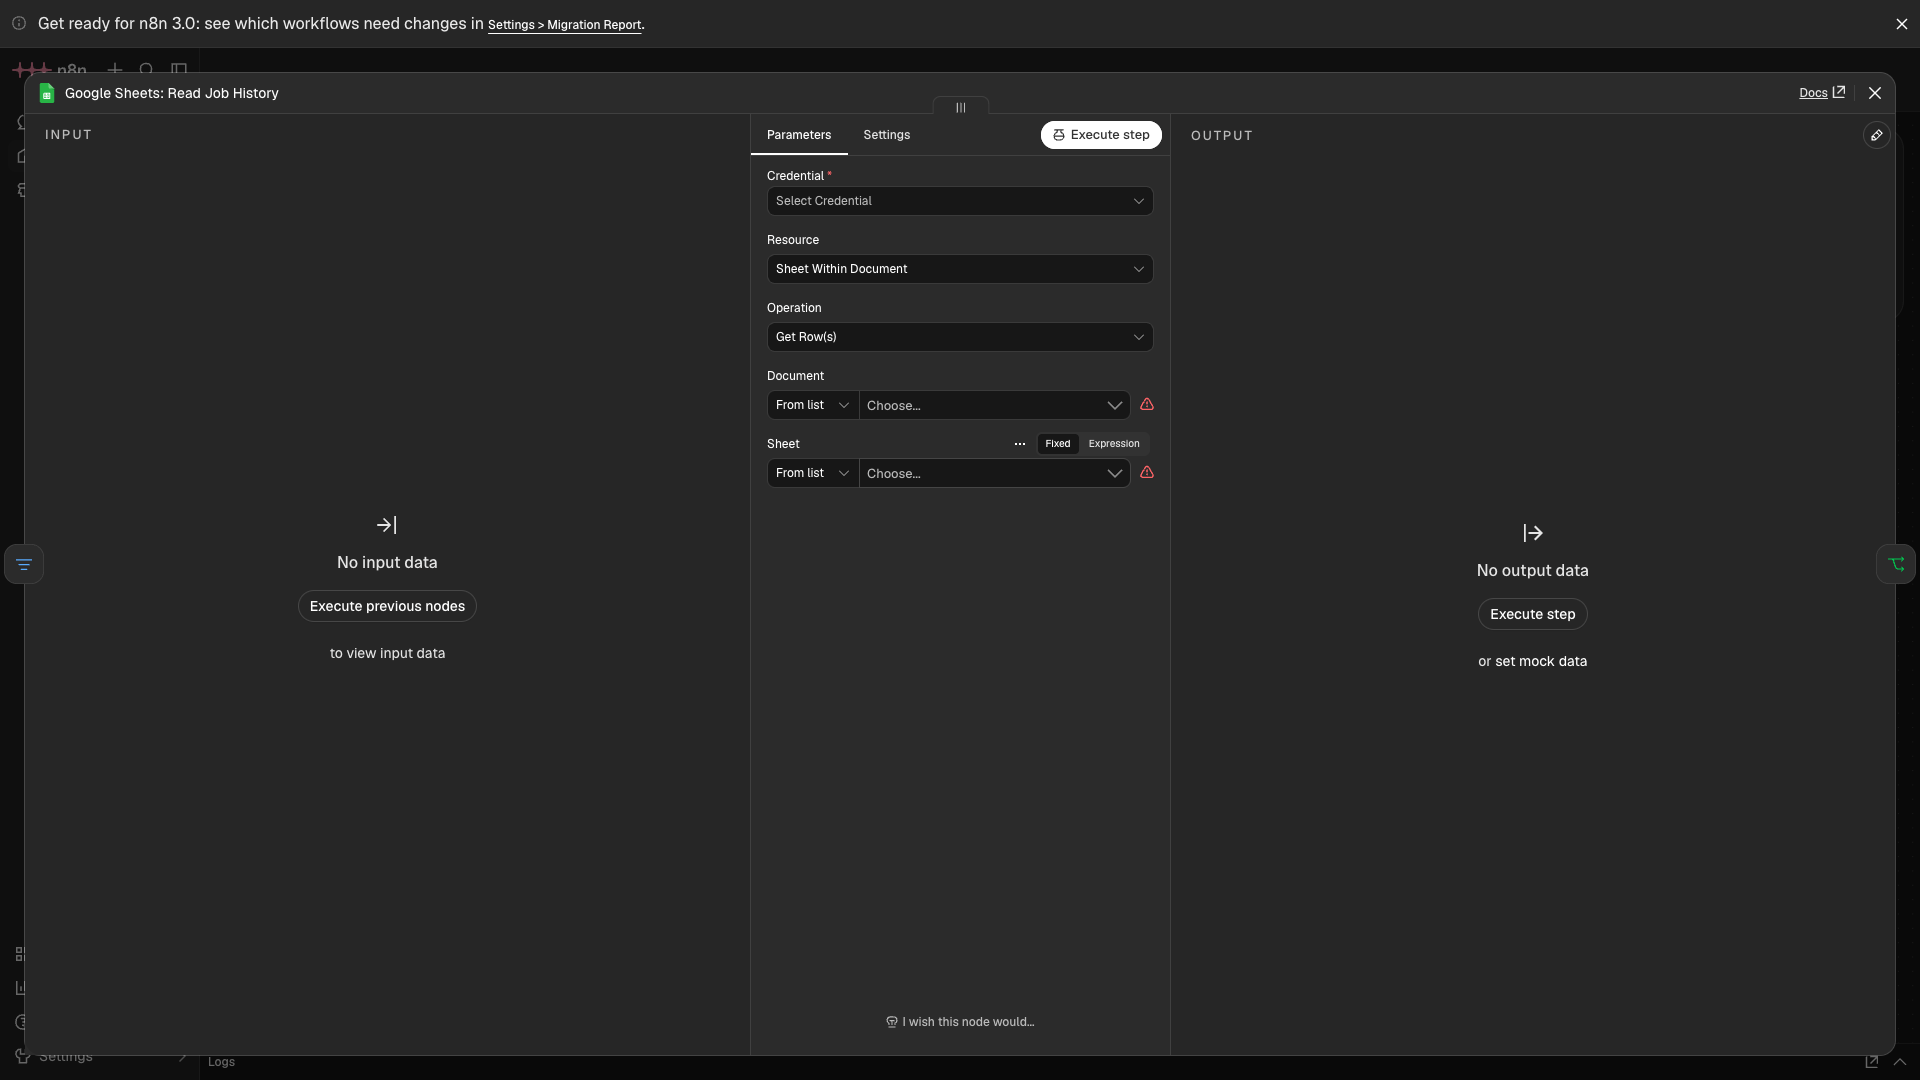 Get ready for n8n 3.0: see which workflows need changes in Settings > Migration Report.
n8n
Google Sheets: Read Job History
Docs
INPUT
Parameters
Settings
Execute step
OUTPUT
Credential *
Select Credential
Resource
Sheet Within Document
Operation
Get Row(s)
Document
From list
Choose...
Sheet
Fixed
Expression
From list
Choose...
No input data
Execute previous nodes
to view input data
No output data
Execute step
or set mock data
I wish this node would...
Settings
Logs